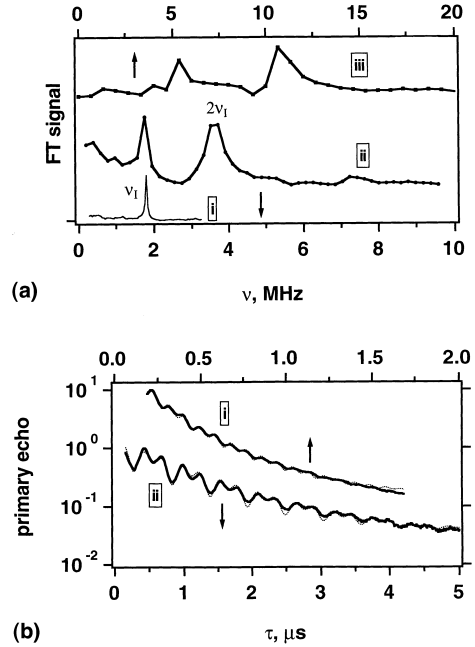 0 5 10 15 20
FT signal
iii
2νI
ii
νI
i
0 2 4 6 8 10
(a)
ν, MHz
0.0 0.5 1.0 1.5 2.0
primary echo
10¹
10⁰
10⁻¹
10⁻²
i
ii
0 1 2 3 4 5
(b)
τ, μs